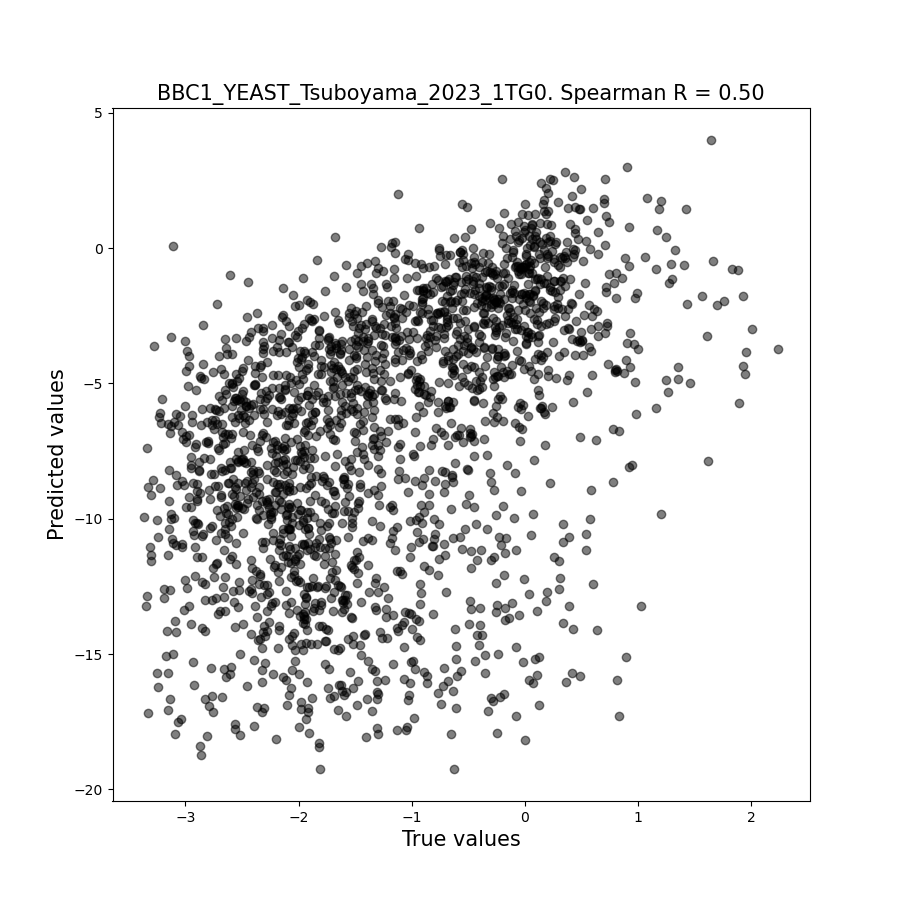 BBC1_YEAST_Tsuboyama_2023_1TG0. Spearman R = 0.50
5
0
−5
−10
−15
−20
Predicted values
−3 −2 −1 0 1 2
True values